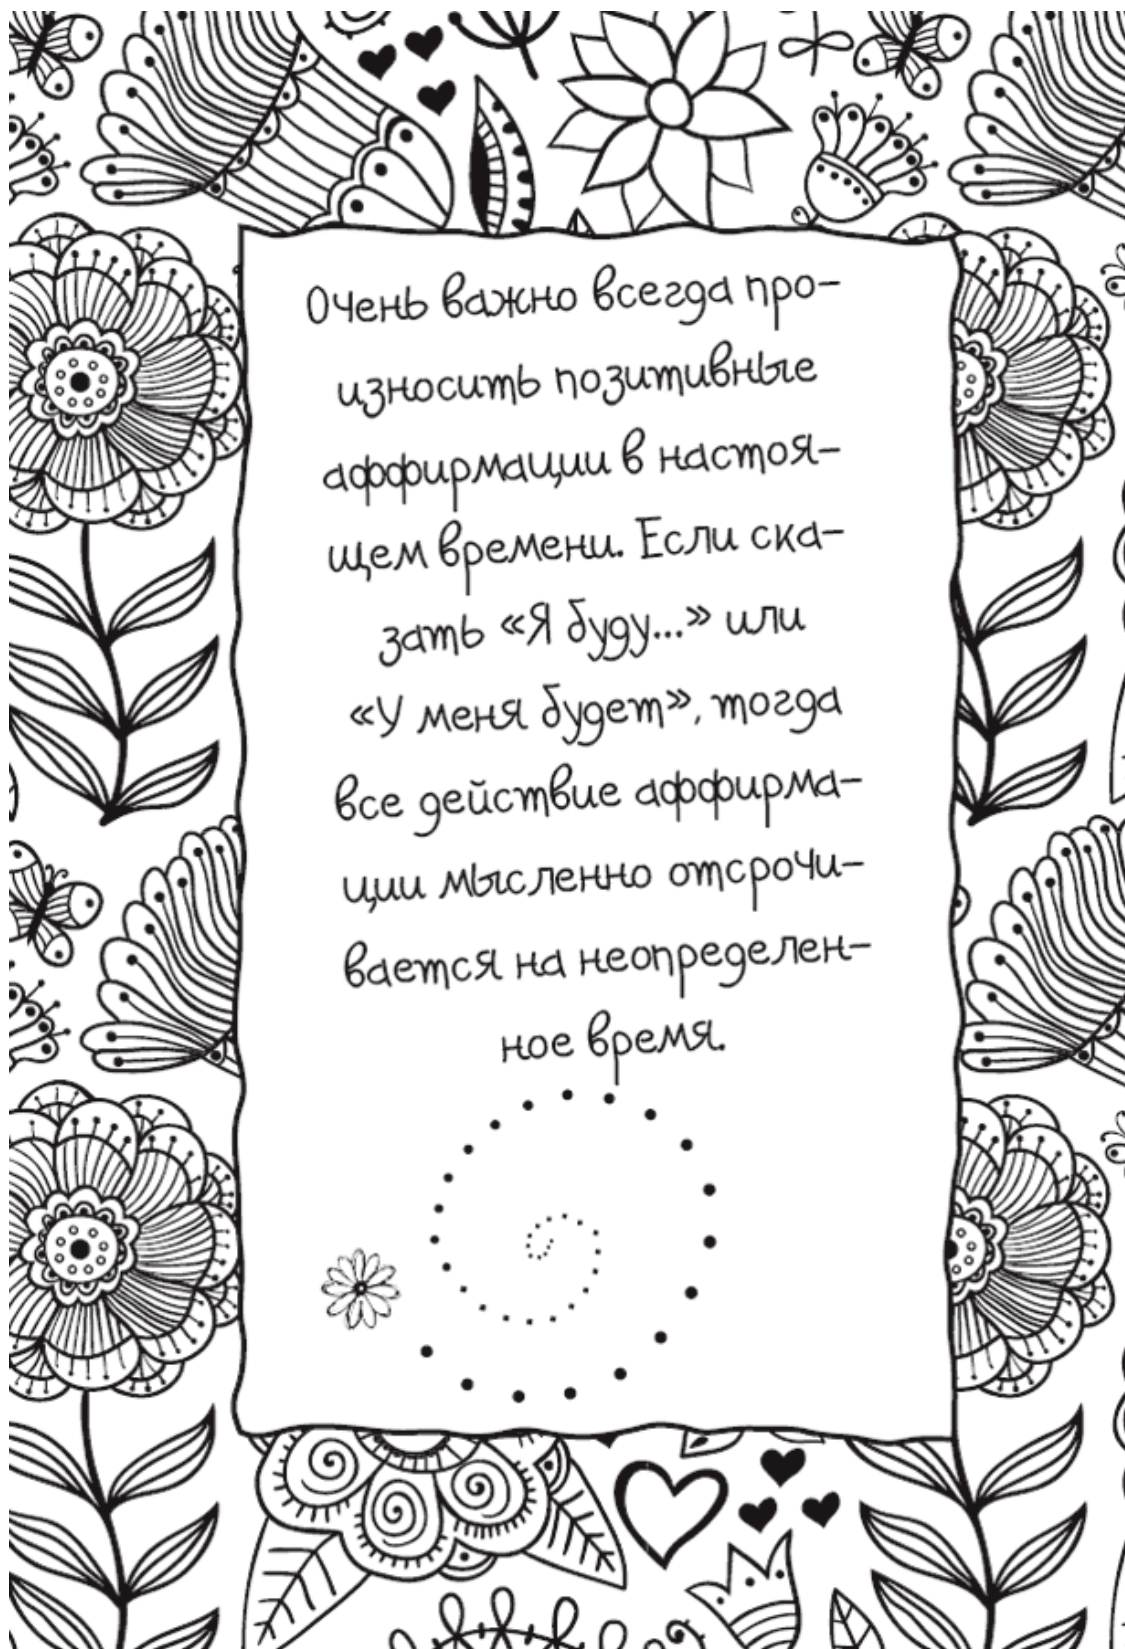 Очень важно всегда про-
износить позитивные
аффирмации в настоя-
щем времени. Если ска-
зать «Я буду...» или
«У меня будет», тогда
все действие аффирма-
ции мысленно отсрочи-
вается на неопределен-
ное время.